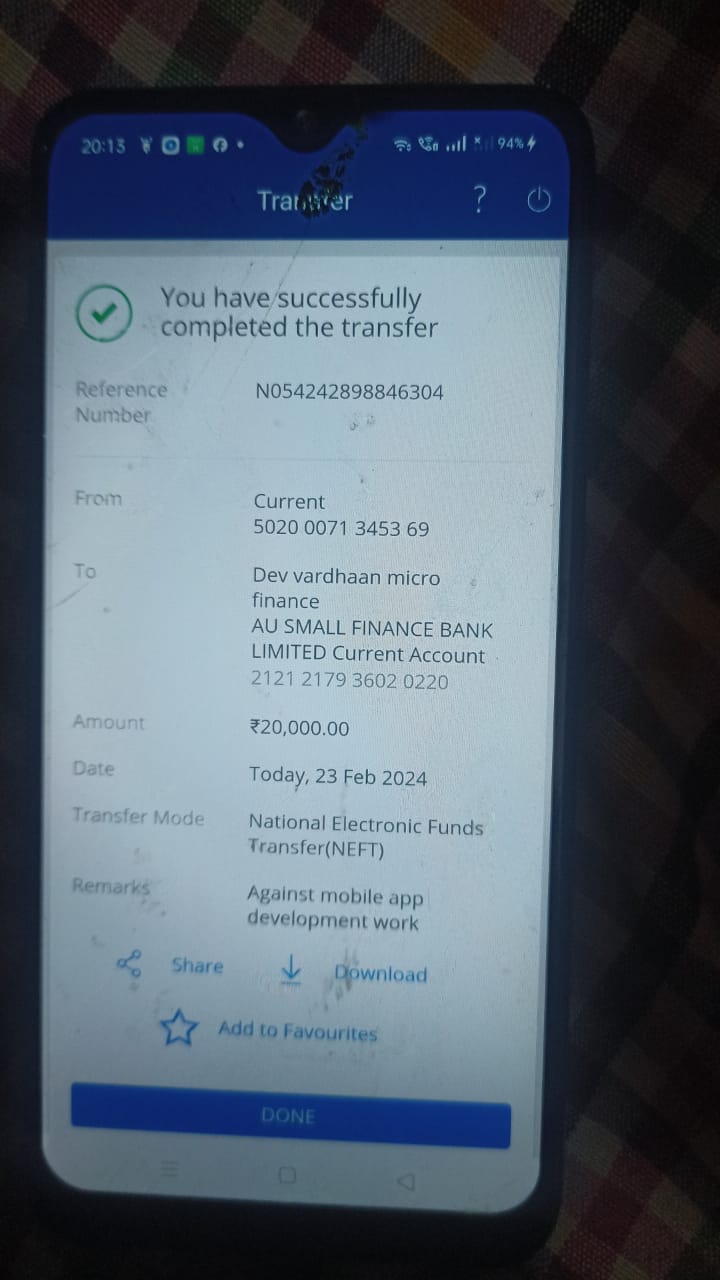 20:13
94%
Transfer
?
You have successfully
completed the transfer
Reference
Number
N054242898846304
From
Current
5020 0071 3453 69
To
Dev vardhaan micro
finance
AU SMALL FINANCE BANK
LIMITED Current Account
2121 2179 3602 0220
Amount
₹20,000.00
Date
Today, 23 Feb 2024
Transfer Mode
National Electronic Funds
Transfer(NEFT)
Remarks
Against mobile app
development work
Share
Download
Add to Favourites
DONE